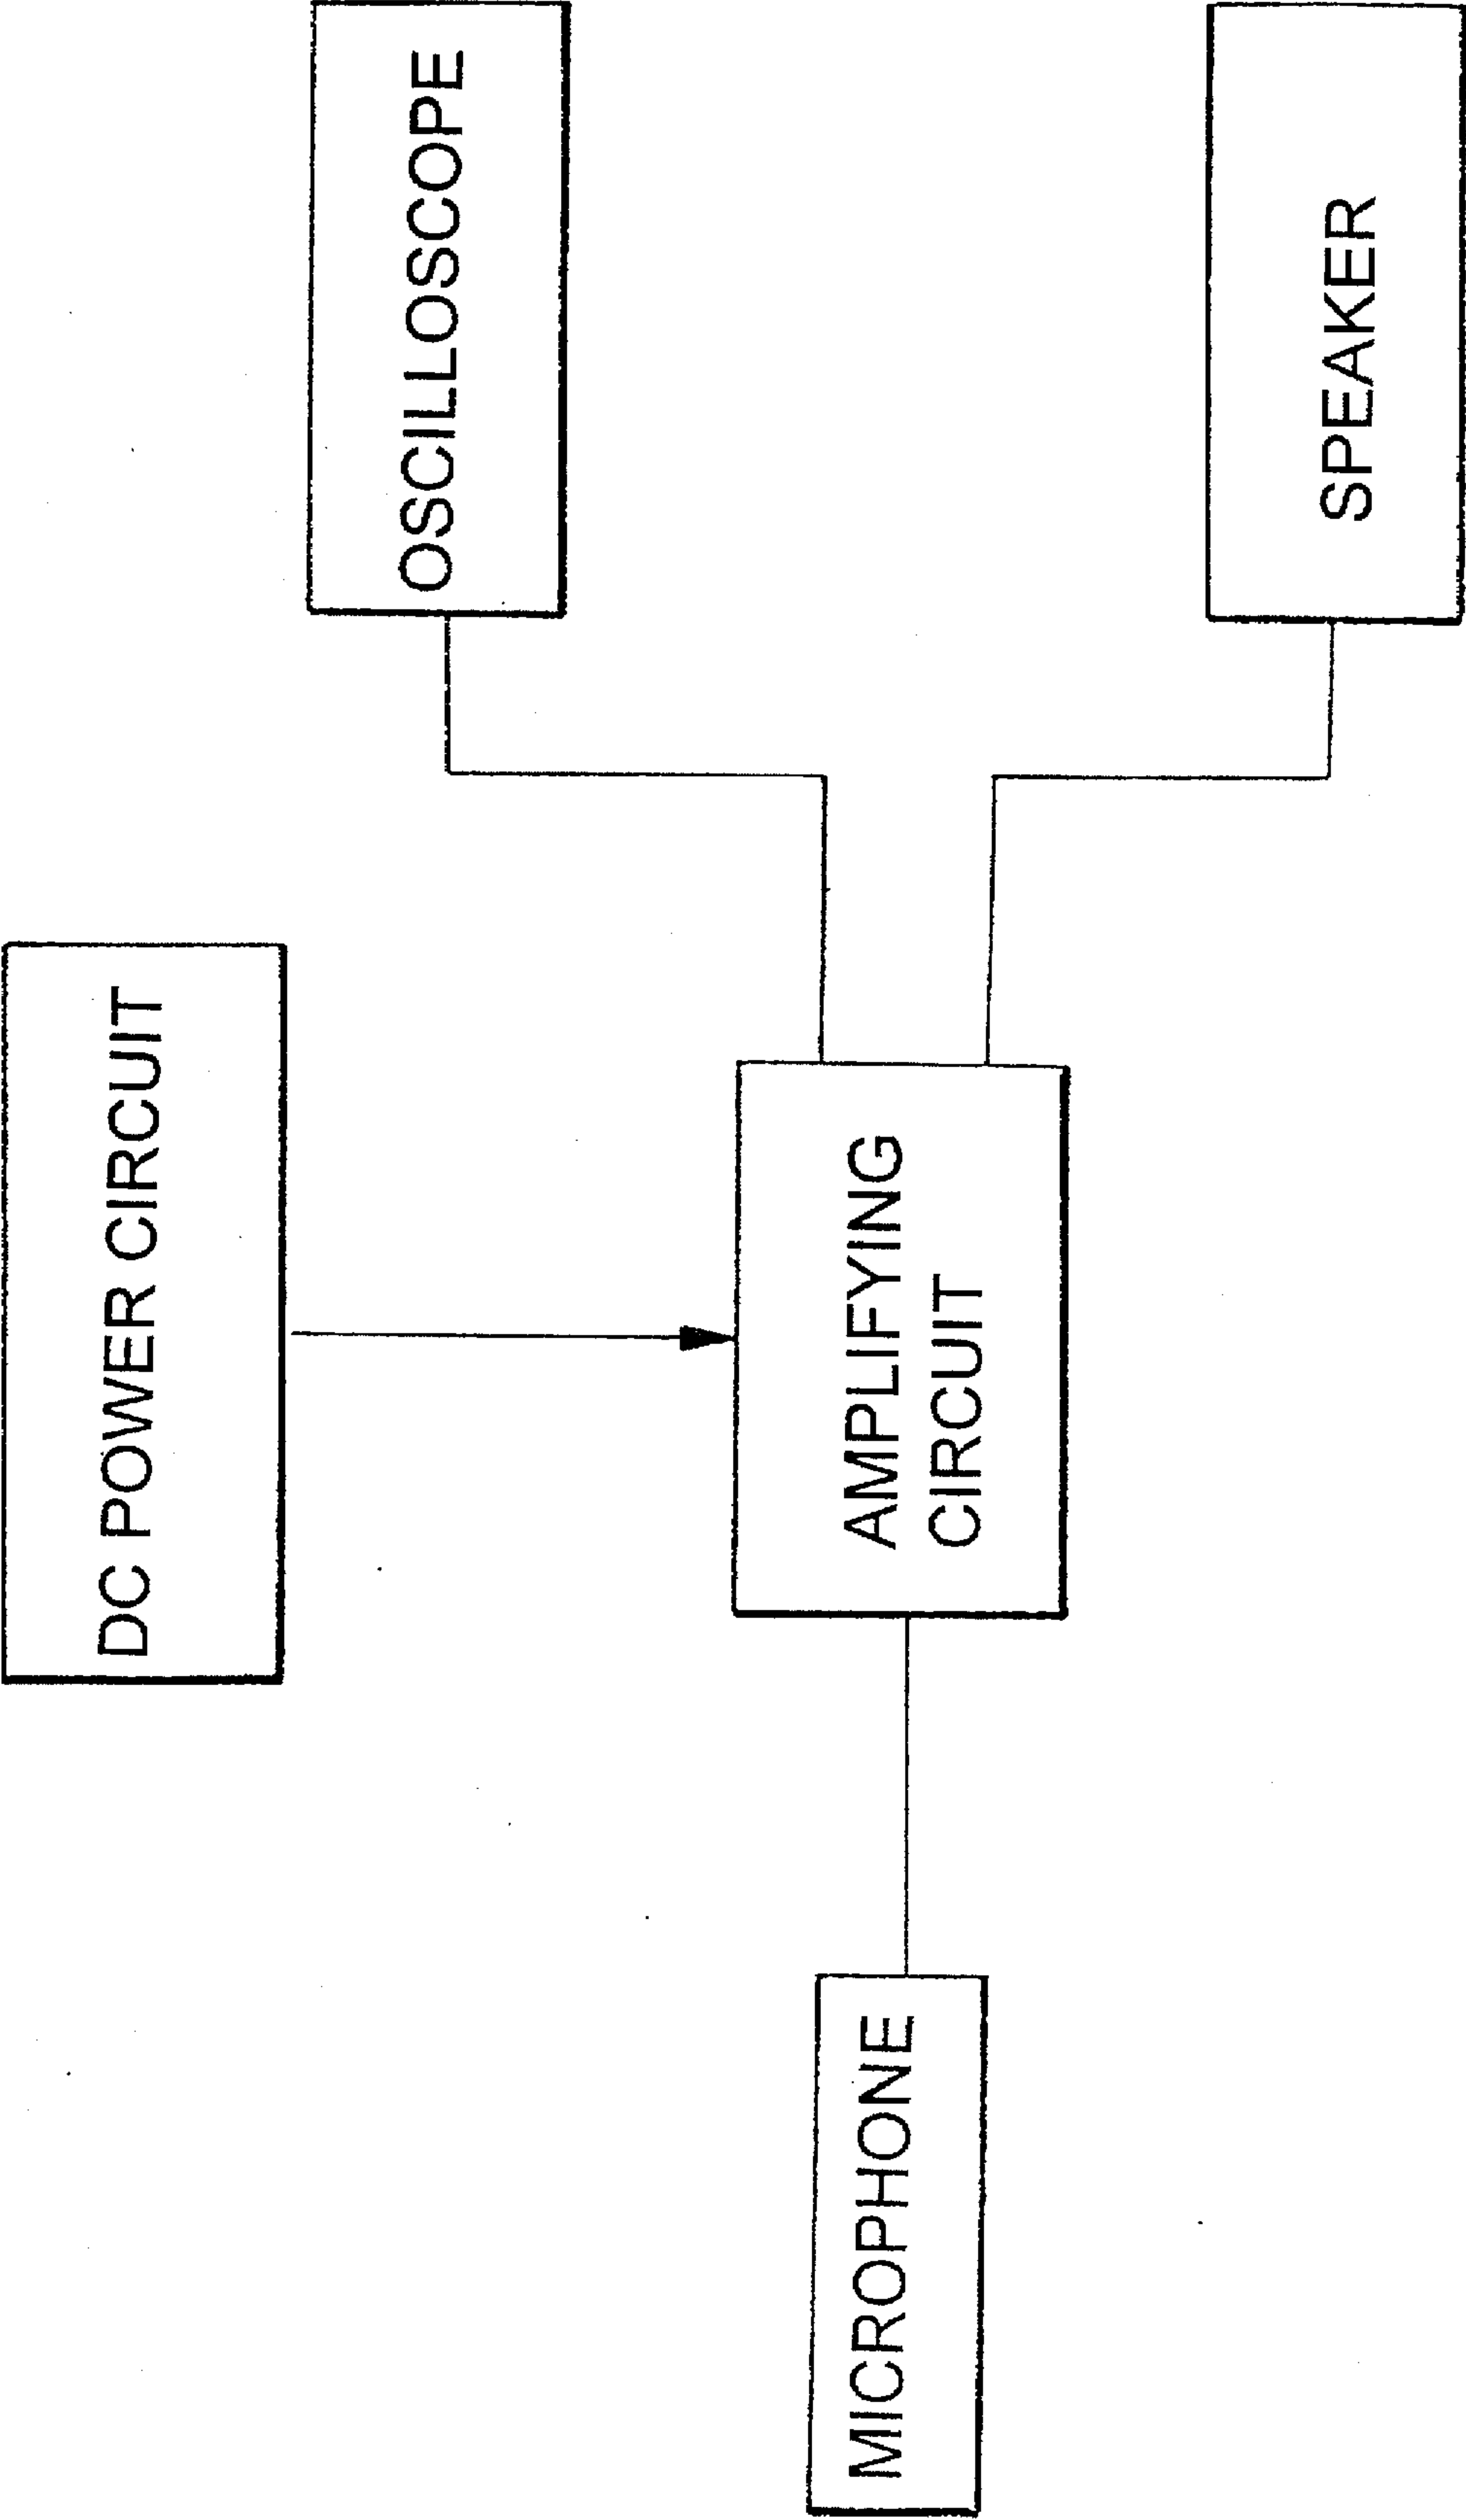 DC POWER CIRCUIT
OSCILLOSCOPE
MICROPHONE
AMPLIFYING
CIRCUIT
SPEAKER